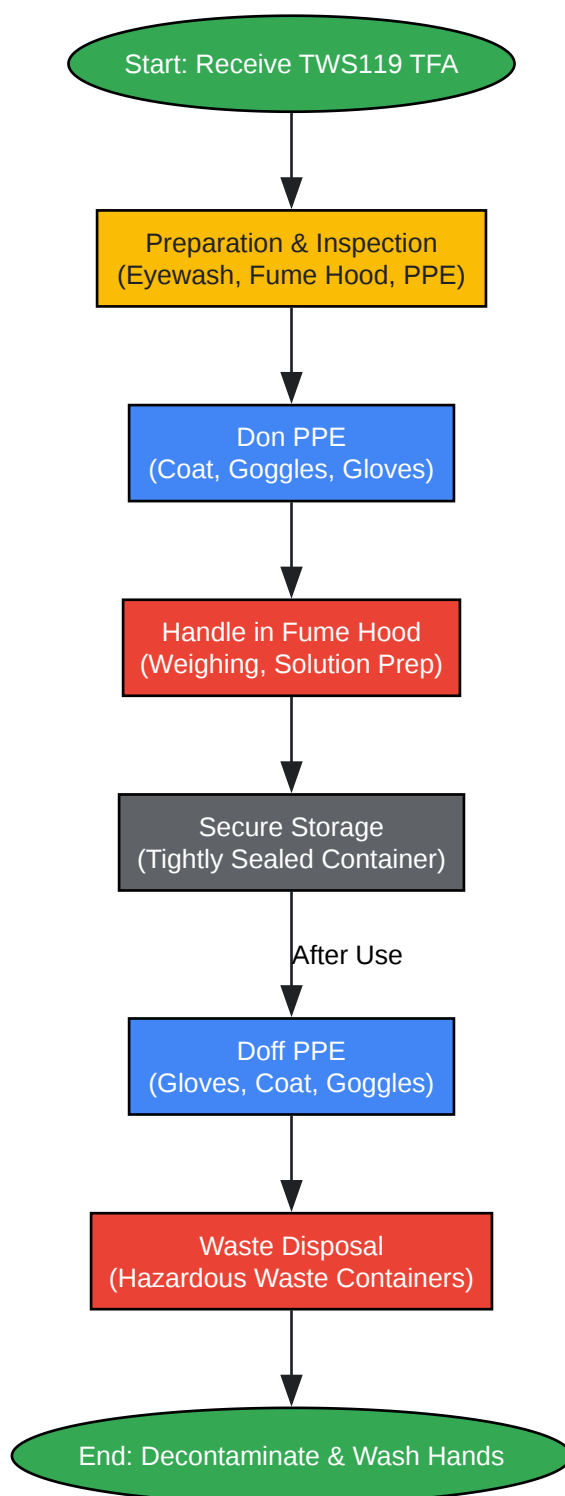 Start: Receive TWS119 TFA
Preparation & Inspection
(Eyewash, Fume Hood, PPE)
Don PPE
(Coat, Goggles, Gloves)
Handle in Fume Hood
(Weighing, Solution Prep)
Secure Storage
(Tightly Sealed Container)
After Use
Doff PPE
(Gloves, Coat, Goggles)
Waste Disposal
(Hazardous Waste Containers)
End: Decontaminate & Wash Hands